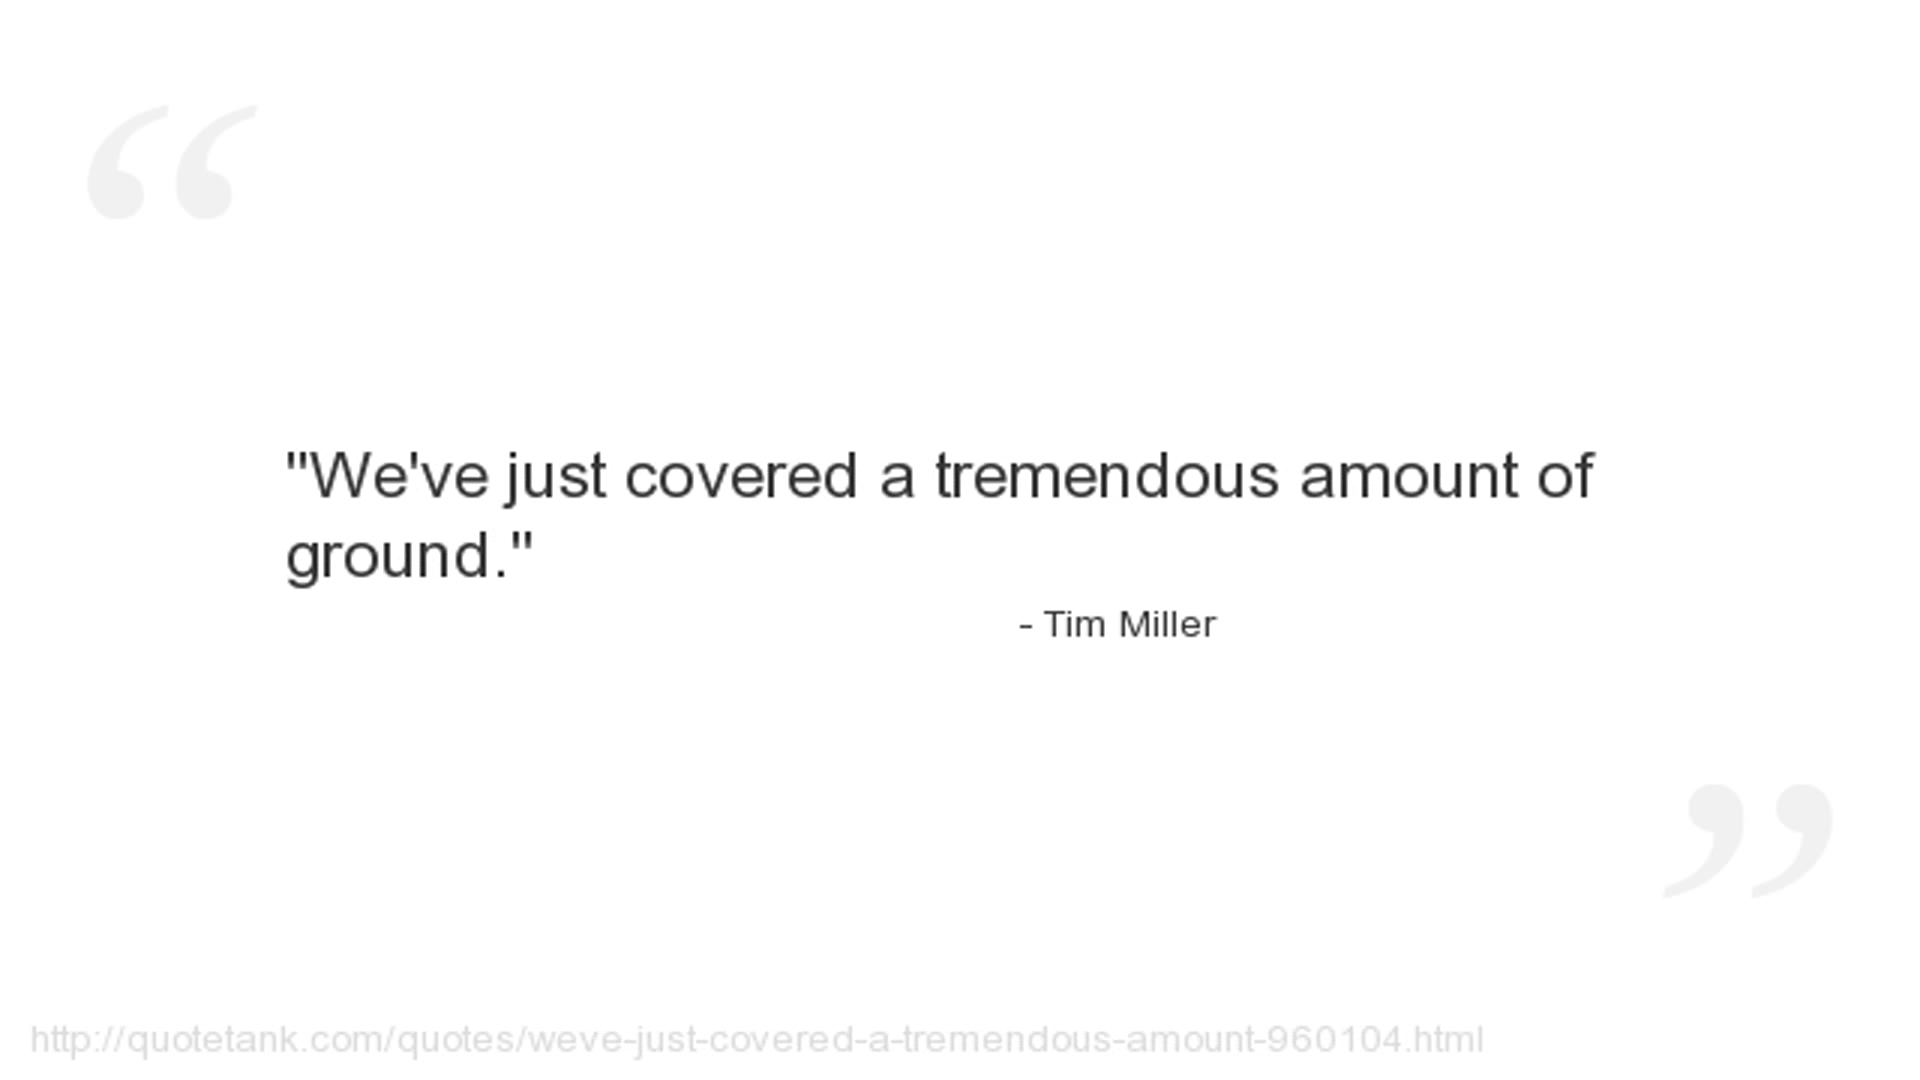 "We've just covered a tremendous amount of
ground."
- Tim Miller
http://quotetank.com/quotes/weve-just-covered-a-tremendous-amount-960104.html